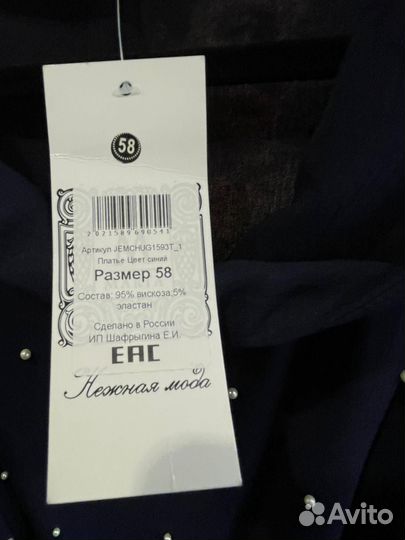 58
2021589690541
Артикул JEMCHUG1593T_1
Платье Цвет синий
Размер 58
Состав: 95% вискоза;5%
эластан
Сделано в России
ИП Шафрыгина Е.И.
EAC
Нежная мода
Avito